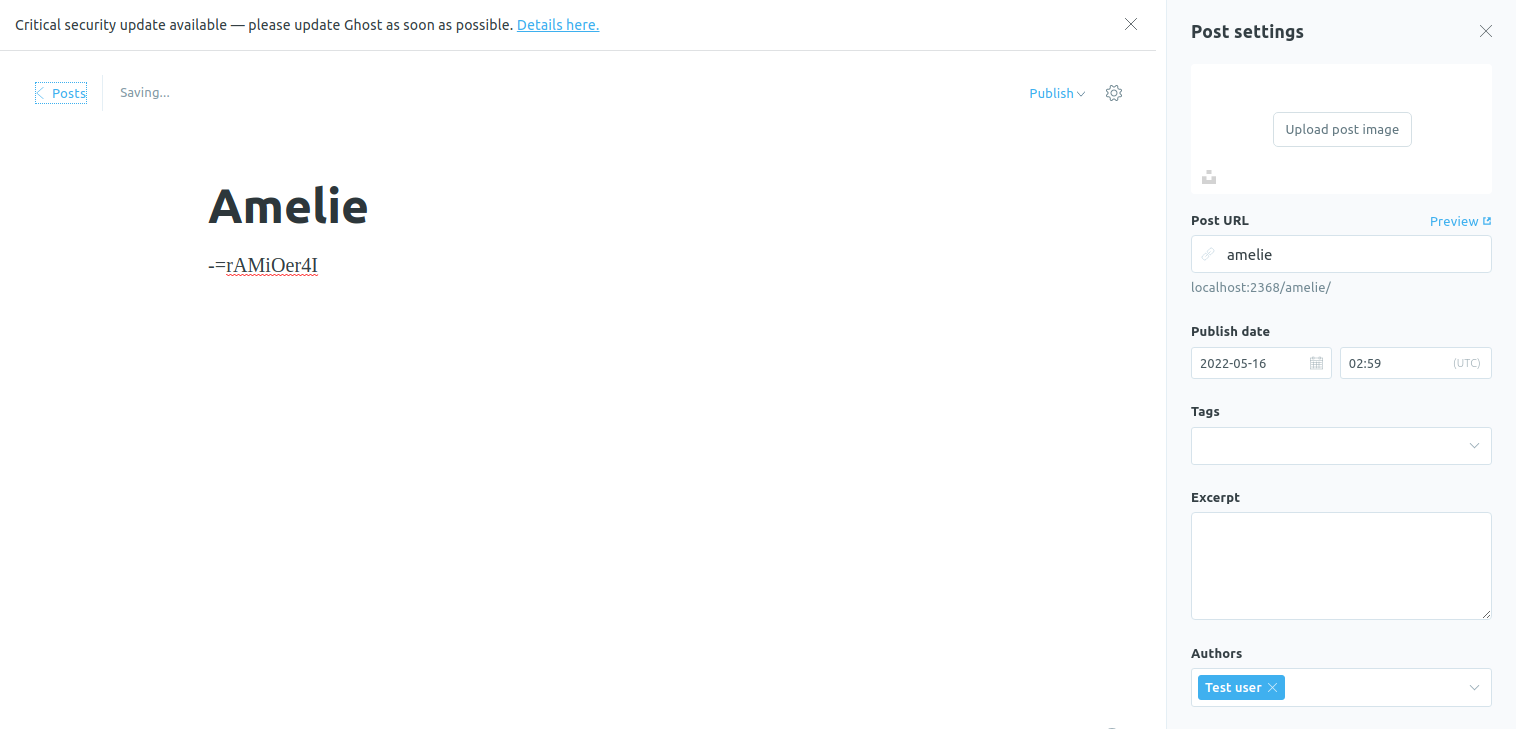 Critical security update available — please update Ghost as soon as possible. Details here.
Posts
Saving...
Publish
Amelie
-=rAMiOer4I
Post settings
Upload post image
Post URL
Preview
amelie
localhost:2368/amelie/
Publish date
2022-05-16
02:59
(UTC)
Tags
Excerpt
Authors
Test user